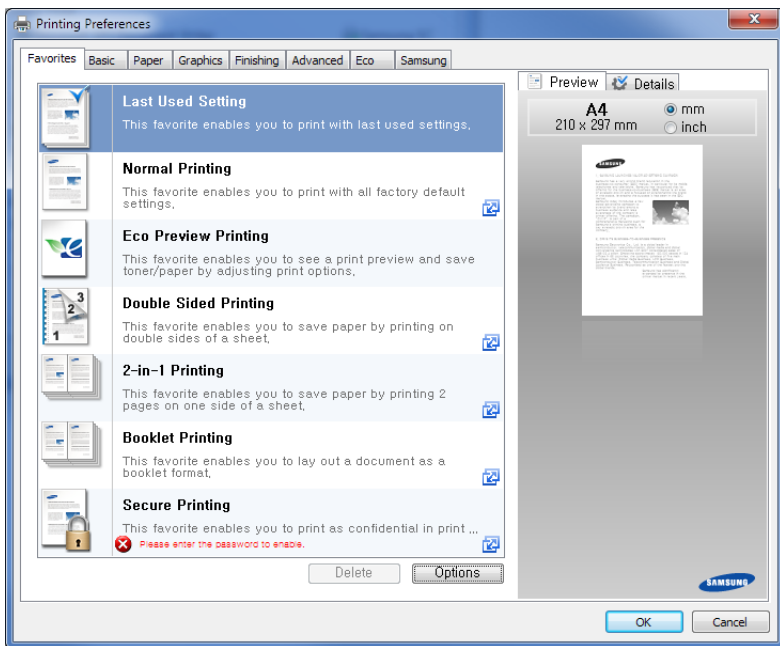 Printing Preferences
Favorites Basic Paper Graphics Finishing Advanced Eco Samsung
Last Used Setting
This favorite enables you to print with last used settings,
Normal Printing
This favorite enables you to print with all factory default
settings,
Eco Preview Printing
This favorite enables you to see a print preview and save
toner/paper by adjusting print options,
3
2
1
Double Sided Printing
This favorite enables you to save paper by printing on
double sides of a sheet,
2-in-1 Printing
This favorite enables you to save paper by printing 2
pages on one side of a sheet,
Booklet Printing
This favorite enables you to lay out a document as a
booklet format,
Secure Printing
This favorite enables you to print as confidential in print ,,,
Please enter the password to enable.
Delete Options
Preview Details
A4 mm
210 x 297 mm inch
SAMSUNG
SAMSUNG
OK Cancel